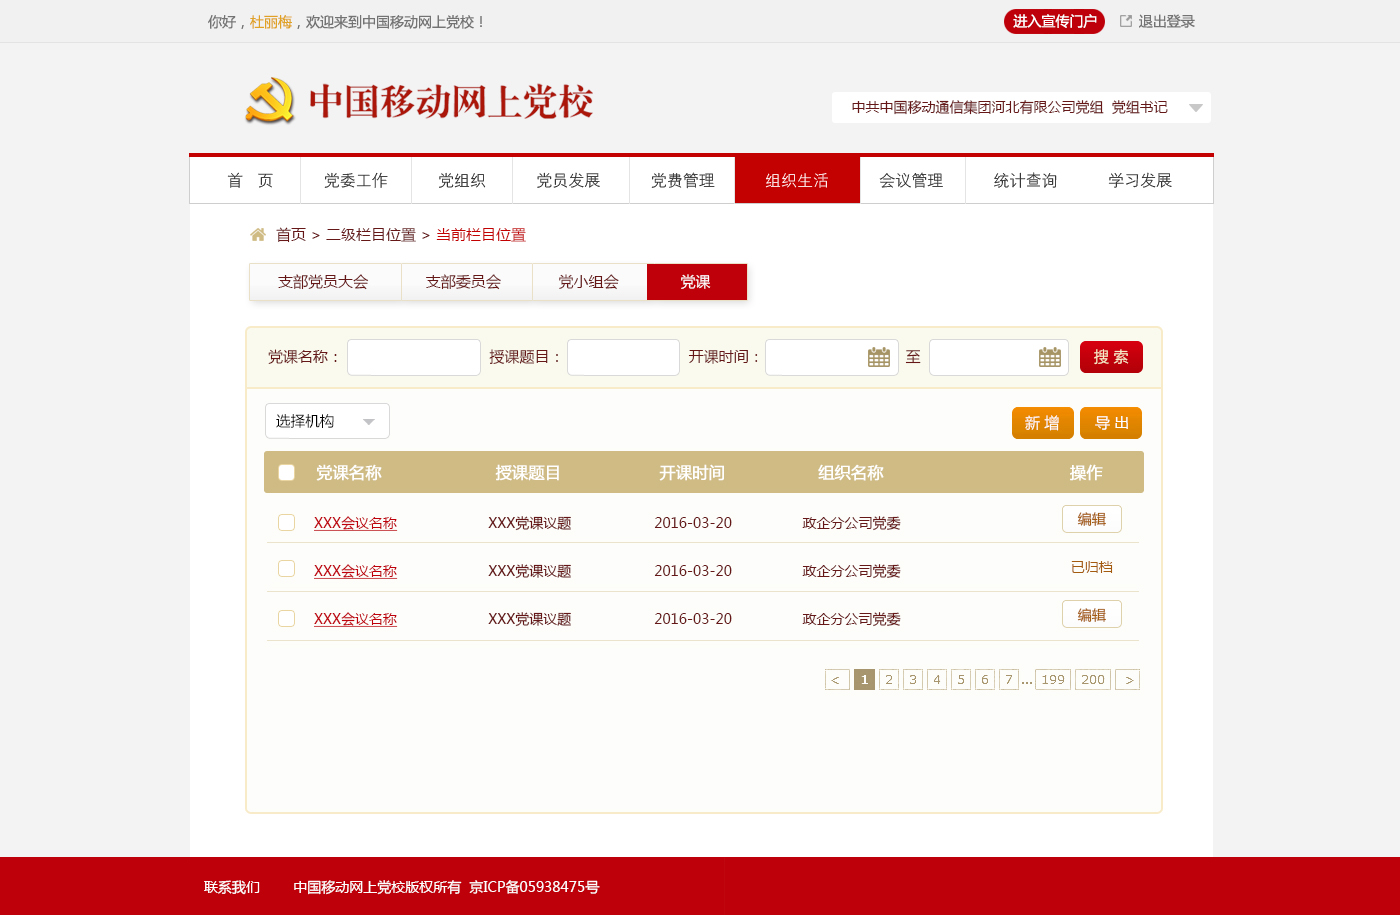 你好，杜丽梅，欢迎来到中国移动网上党校！ 进入宣传门户 退出登录
中国移动网上党校
中共中国移动通信集团河北有限公司党组 党组书记
首 页 党委工作 党组织 党员发展 党费管理 组织生活 会议管理 统计查询 学习发展
首页 > 二级栏目位置 > 当前栏目位置
支部党员大会 支部委员会 党小组会 党课
党课名称： 授课题目： 开课时间： 至 搜 索
选择机构 新 增 导 出
党课名称 授课题目 开课时间 组织名称 操作
XXX会议名称 XXX党课议题 2016-03-20 政企分公司党委 编辑
XXX会议名称 XXX党课议题 2016-03-20 政企分公司党委 已归档
XXX会议名称 XXX党课议题 2016-03-20 政企分公司党委 编辑
< 1 2 3 4 5 6 7 ... 199 200 >
联系我们 中国移动网上党校版权所有 京ICP备05938475号